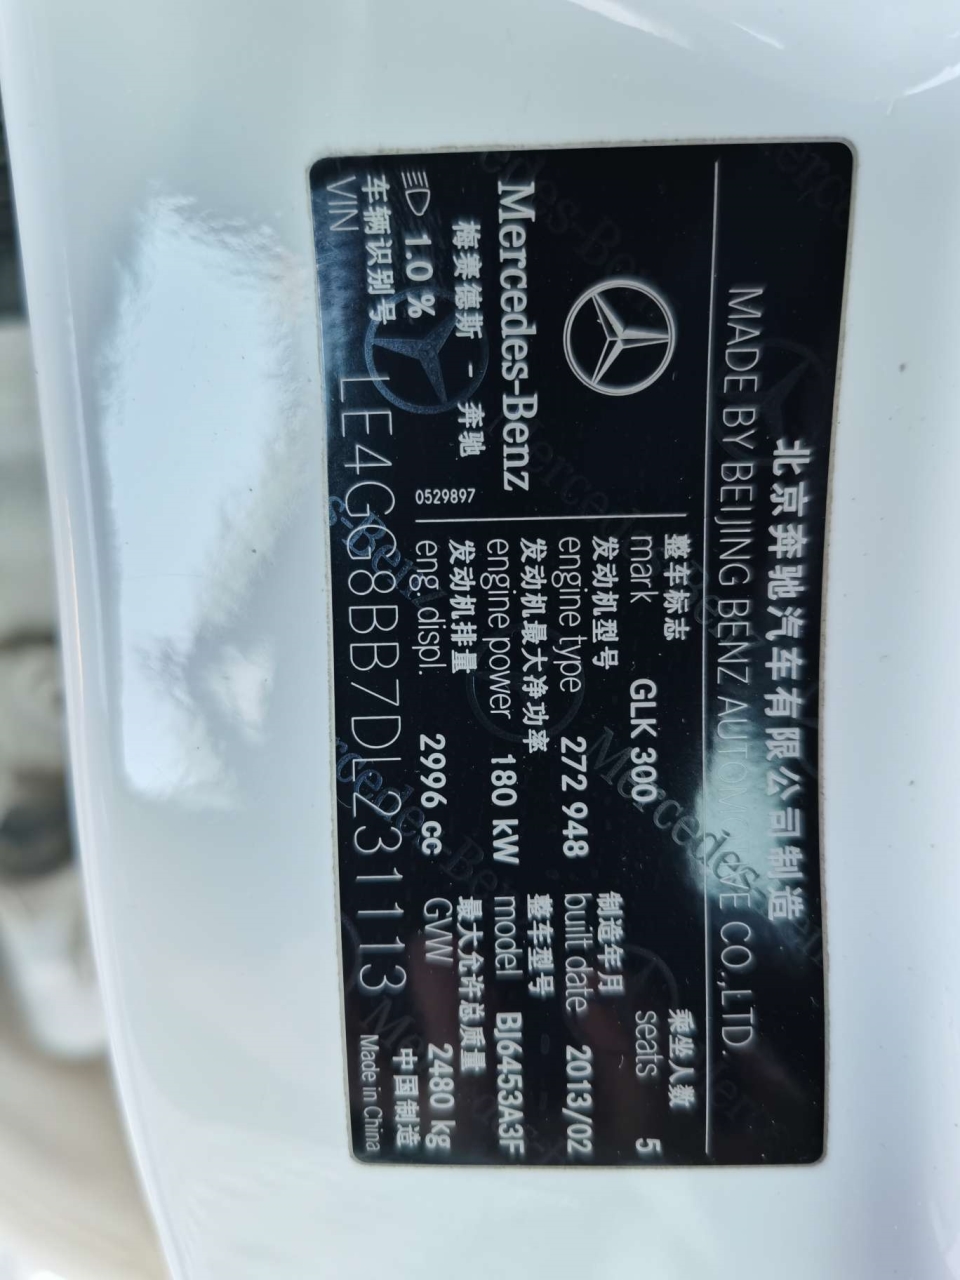 北京奔驰汽车有限公司制造
MADE BY BEIJING BENZ AUTOMOTIVE CO.,LTD.
Mercedes-Benz
梅赛德斯 - 奔驰
1.0 %
0529897
整车标志
mark GLK 300
乘坐人数
seats 5
发动机型号
engine type 272 948
制造年月
built date 2013/02
发动机最大净功率
engine power 180 kW
整车型号
model BJ6453A3F
发动机排量
eng. displ. 2996 cc
最大允许总质量
GVW 2480 kg
车辆识别号
VIN LE4GG8BB7DL231113
中国制造
Made in China